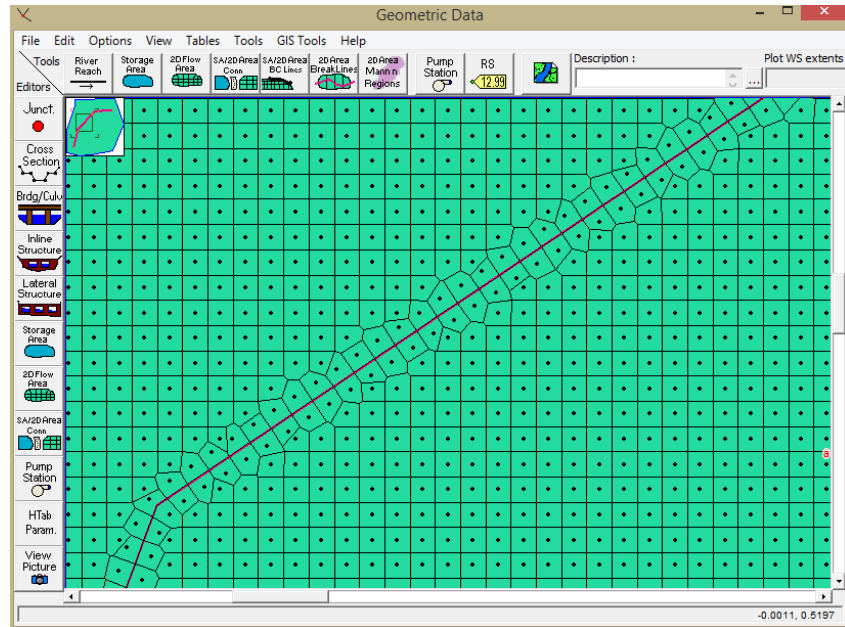 Geometric Data
File Edit Options View Tables Tools GIS Tools Help
Tools
Editors
River
Reach
Storage
Area
2D Flow
Area
SA/2D Area
Conn
SA/2D Area
BC Lines
2D Area
BreakLines
2D Area
Mann n
Regions
Pump
Station
RS
12.99
Description :
...
Plot WS extents
Junct.
Cross
Section
Brdg/Culv
Inline
Structure
Lateral
Structure
Storage
Area
2D Flow
Area
SA/2D Area
Conn
Pump
Station
HTab
Param.
View
Picture
a
-0.0011, 0.5197